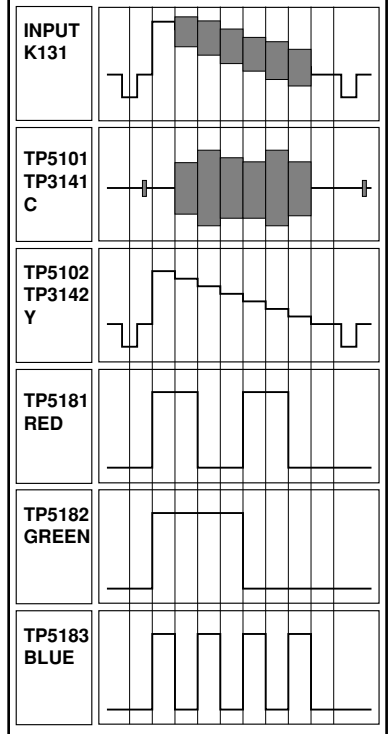 INPUT
K131
TP5101
TP3141
C
TP5102
TP3142
Y
TP5181
RED
TP5182
GREEN
TP5183
BLUE